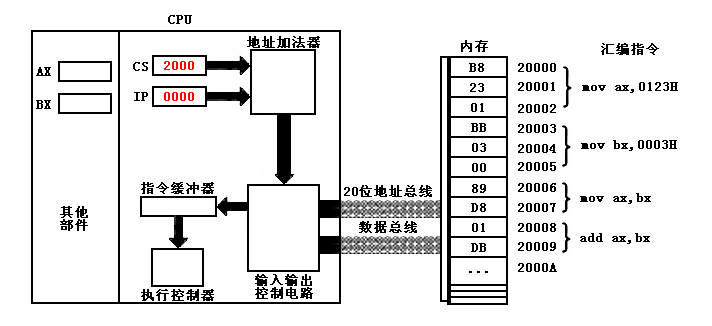 CPU
地址加法器
CS 2000
IP 0000
AX
BX
其他
部件
指令缓冲器
执行控制器
输入输出
控制电路
20位地址总线
数据总线
内存
汇编指令
B8 20000
23 20001
01 20002
mov ax,0123H
BB 20003
03 20004
00 20005
mov bx,0003H
89 20006
D8 20007
mov ax,bx
01 20008
DB 20009
add ax,bx
... 2000A